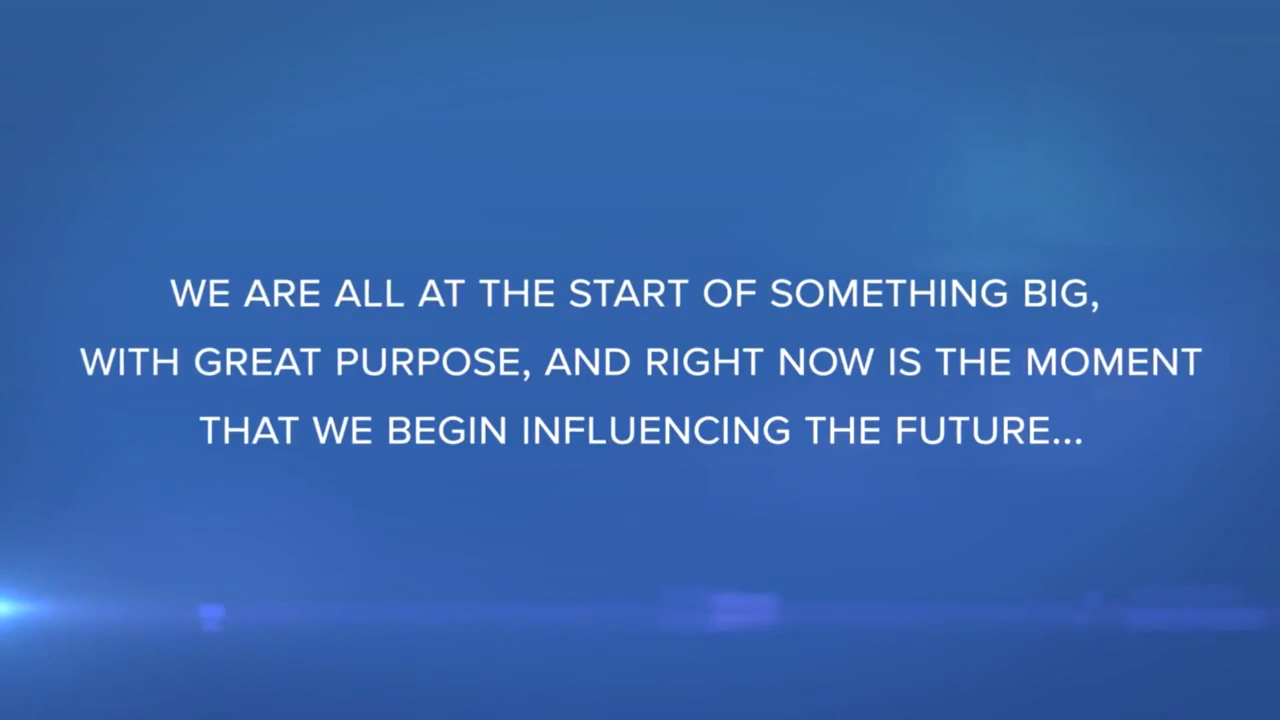 WE ARE ALL AT THE START OF SOMETHING BIG,
WITH GREAT PURPOSE, AND RIGHT NOW IS THE MOMENT
THAT WE BEGIN INFLUENCING THE FUTURE...